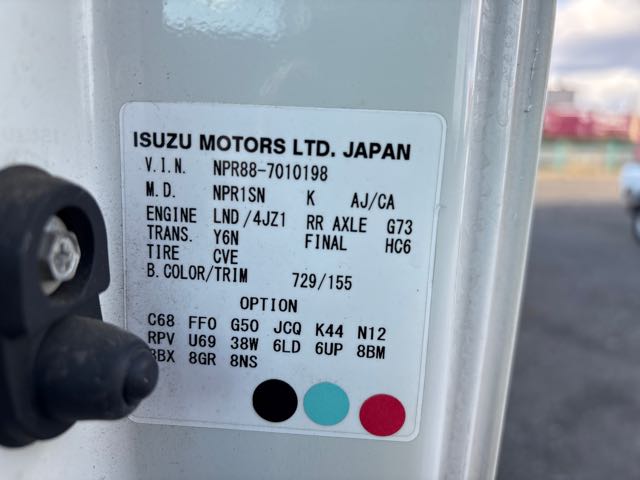 ISUZU MOTORS LTD. JAPAN
V.I.N. NPR88-7010198
M.D. NPR1SN K AJ/CA
ENGINE LND/4JZ1 RR AXLE G73
TRANS. Y6N FINAL HC6
TIRE CVE
B.COLOR/TRIM 729/155
OPTION
C68 FF0 G50 JCQ K44 N12
RPV U69 38W 6LD 6UP 8BM
8GR 8NS